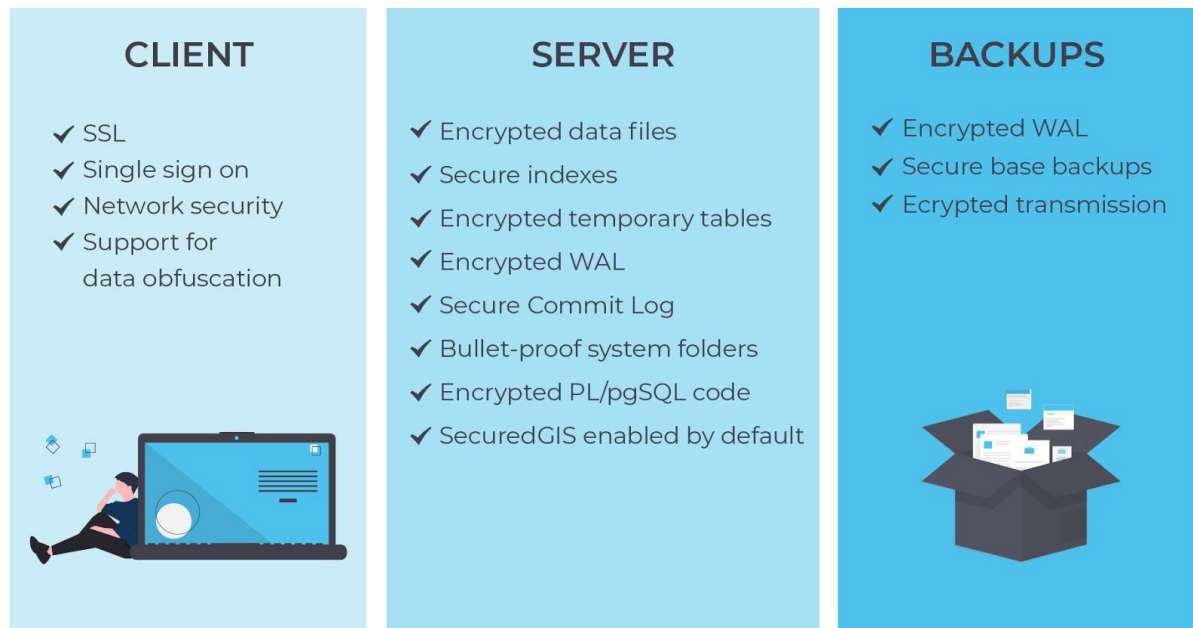 CLIENT
SSL
Single sign on
Network security
Support for
data obfuscation
SERVER
Encrypted data files
Secure indexes
Encrypted temporary tables
Encrypted WAL
Secure Commit Log
Bullet-proof system folders
Encrypted PL/pgSQL code
SecuredGIS enabled by default
BACKUPS
Encrypted WAL
Secure base backups
Ecrypted transmission